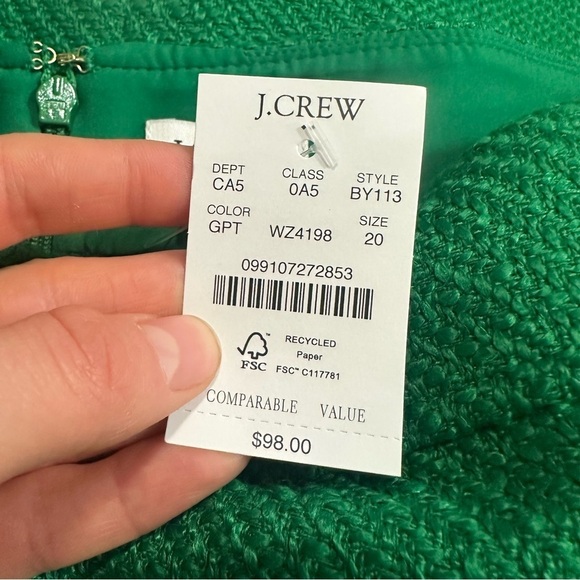 J.CREW
DEPT CLASS STYLE
CA5 0A5 BY113
COLOR SIZE
GPT WZ4198 20
099107272853
RECYCLED
Paper
FSC FSC™ C117781
COMPARABLE VALUE
$98.00